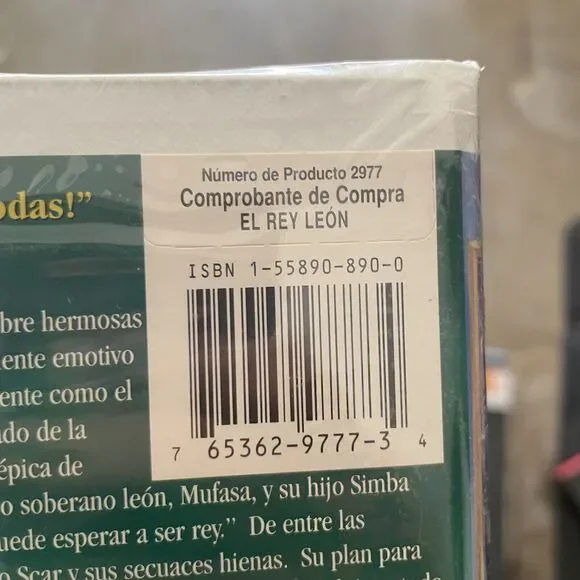 Número de Producto 2977
Comprobante de Compra
EL REY LEÓN
ISBN 1-55890-890-0
7 65362-9777-3 4
odas!”
bre hermosas
ente emotivo
ente como el
ado de la
épica de
o soberano león, Mufasa, y su hijo Simba
uede esperar a ser rey.” De entre las
o Scar y sus secuaces hienas. Su plan para